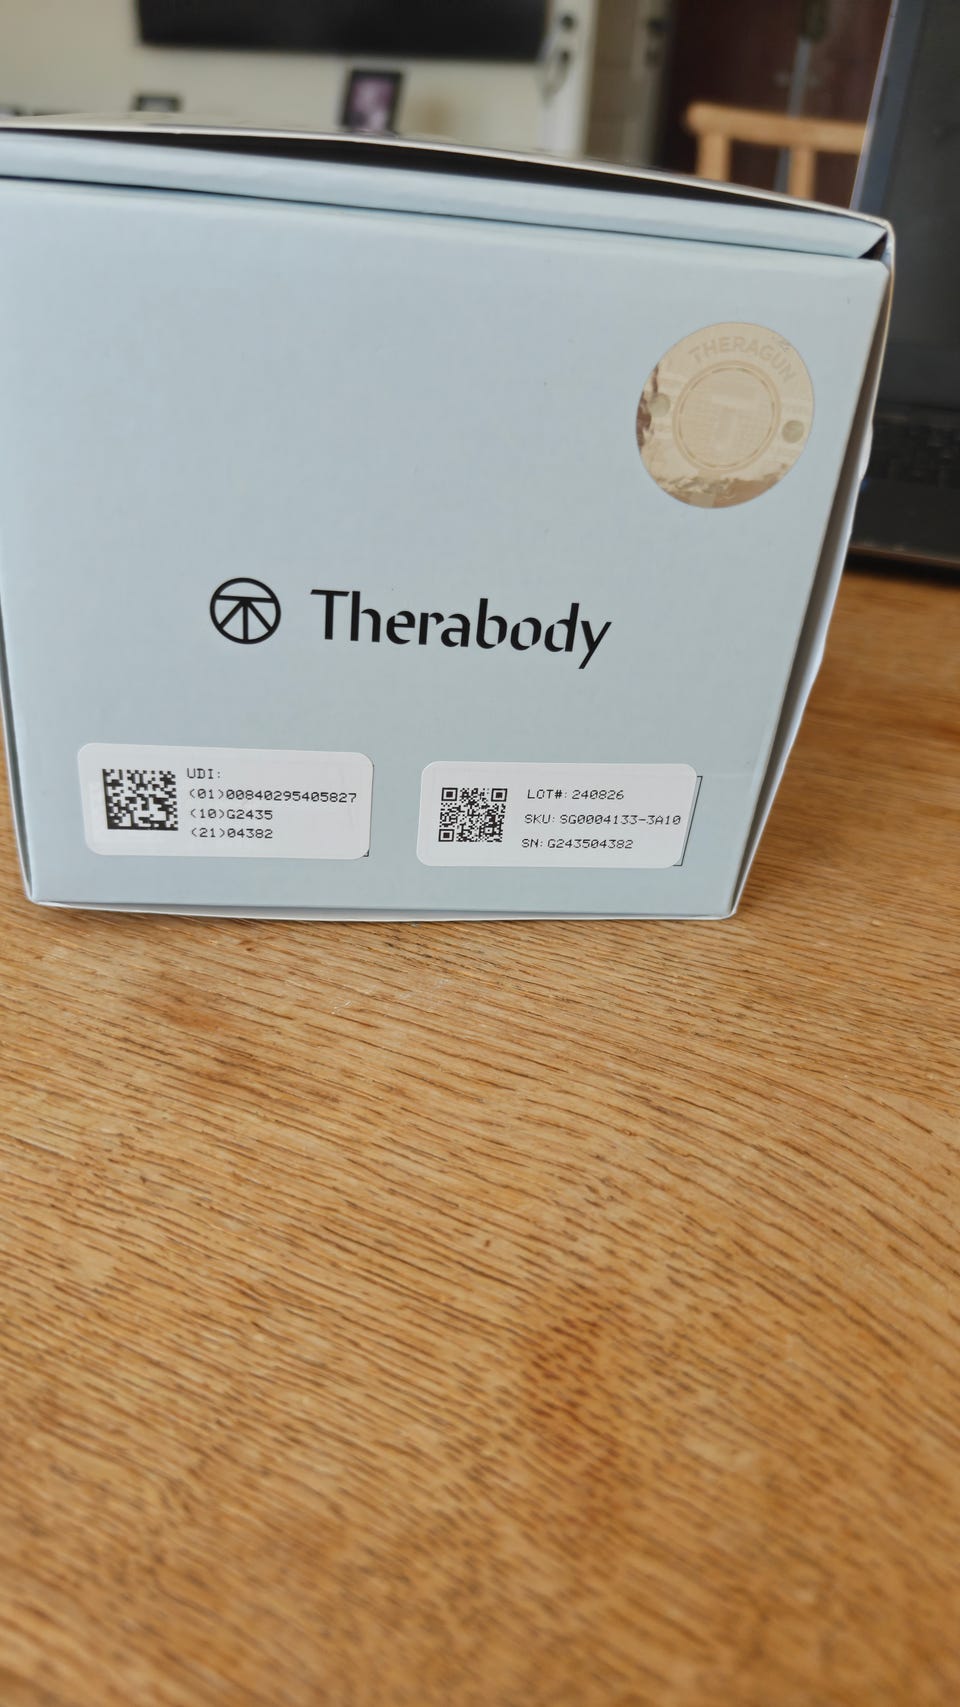 THERAGUN
Therabody
UDI:
(01)00840295405827
(10)G2435
(21)04382
LOT#: 240826
SKU: SG0004133-3A10
SN: G243504382